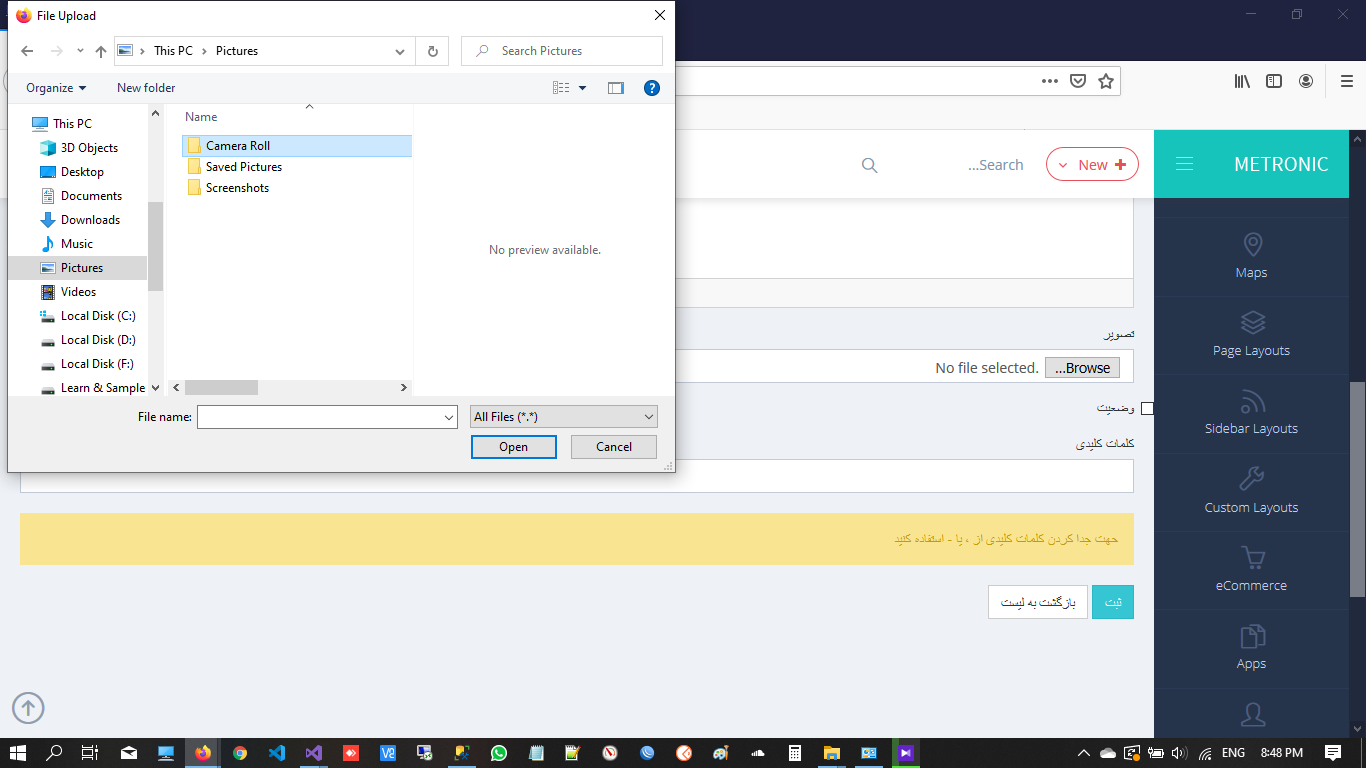 File Upload
This PC
Pictures
Search Pictures
Organize
New folder
This PC
3D Objects
Desktop
Documents
Downloads
Music
Pictures
Videos
Local Disk (C:)
Local Disk (D:)
Local Disk (F:)
Learn & Sample
Name
Camera Roll
Saved Pictures
Screenshots
No preview available.
File name:
All Files (*.*)
Open
Cancel
...Search
New
METRONIC
Maps
Page Layouts
Sidebar Layouts
Custom Layouts
eCommerce
Apps
تصویر
No file selected.
...Browse
وضعیت
کلمات کلیدی
جهت جدا کردن کلمات کلیدی از ، یا - استفاده کنید
ثبت
بازگشت به لیست
ENG
8:48 PM